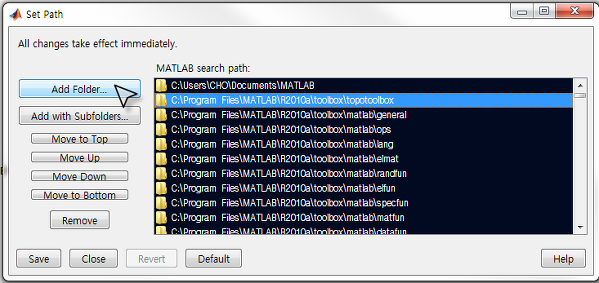 Set Path
All changes take effect immediately.
MATLAB search path:
Add Folder...
Add with Subfolders...
Move to Top
Move Up
Move Down
Move to Bottom
Remove
C:\Users\CHO\Documents\MATLAB
C:\Program Files\MATLAB\R2010a\toolbox\topotoolbox
C:\Program Files\MATLAB\R2010a\toolbox\matlab\general
C:\Program Files\MATLAB\R2010a\toolbox\matlab\ops
C:\Program Files\MATLAB\R2010a\toolbox\matlab\lang
C:\Program Files\MATLAB\R2010a\toolbox\matlab\elmat
C:\Program Files\MATLAB\R2010a\toolbox\matlab\randfun
C:\Program Files\MATLAB\R2010a\toolbox\matlab\elfun
C:\Program Files\MATLAB\R2010a\toolbox\matlab\specfun
C:\Program Files\MATLAB\R2010a\toolbox\matlab\matfun
C:\Program Files\MATLAB\R2010a\toolbox\matlab\datafun
Save Close Revert Default Help